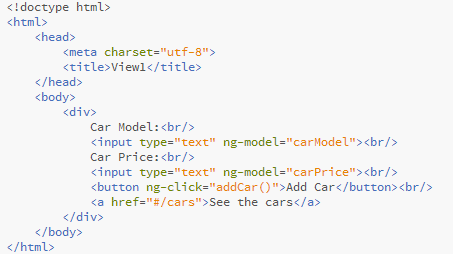 <!doctype html>
<html>
    <head>
        <meta charset="utf-8">
        <title>View1</title>
    </head>
    <body>
        <div>
            Car Model:<br/>
            <input type="text" ng-model="carModel"><br/>
            Car Price:<br/>
            <input type="text" ng-model="carPrice"><br/>
            <button ng-click="addCar()">Add Car</button><br/>
            <a href="#/cars">See the cars</a>
        </div>
    </body>
</html>